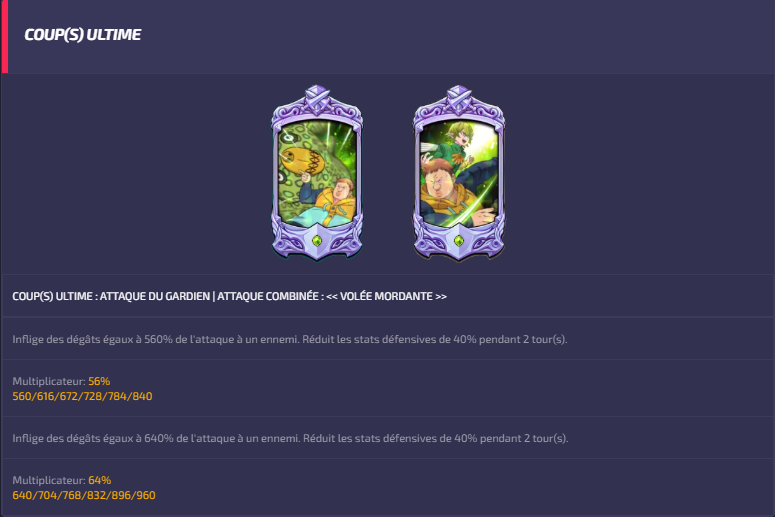 COUP(S) ULTIME
COUP(S) ULTIME : ATTAQUE DU GARDIEN | ATTAQUE COMBINÉE : << VOLÉE MORDANTE >>
Inflige des dégâts égaux à 560% de l'attaque à un ennemi. Réduit les stats défensives de 40% pendant 2 tour(s).
Multiplicateur: 56%
560/616/672/728/784/840
Inflige des dégâts égaux à 640% de l'attaque à un ennemi. Réduit les stats défensives de 40% pendant 2 tour(s).
Multiplicateur: 64%
640/704/768/832/896/960